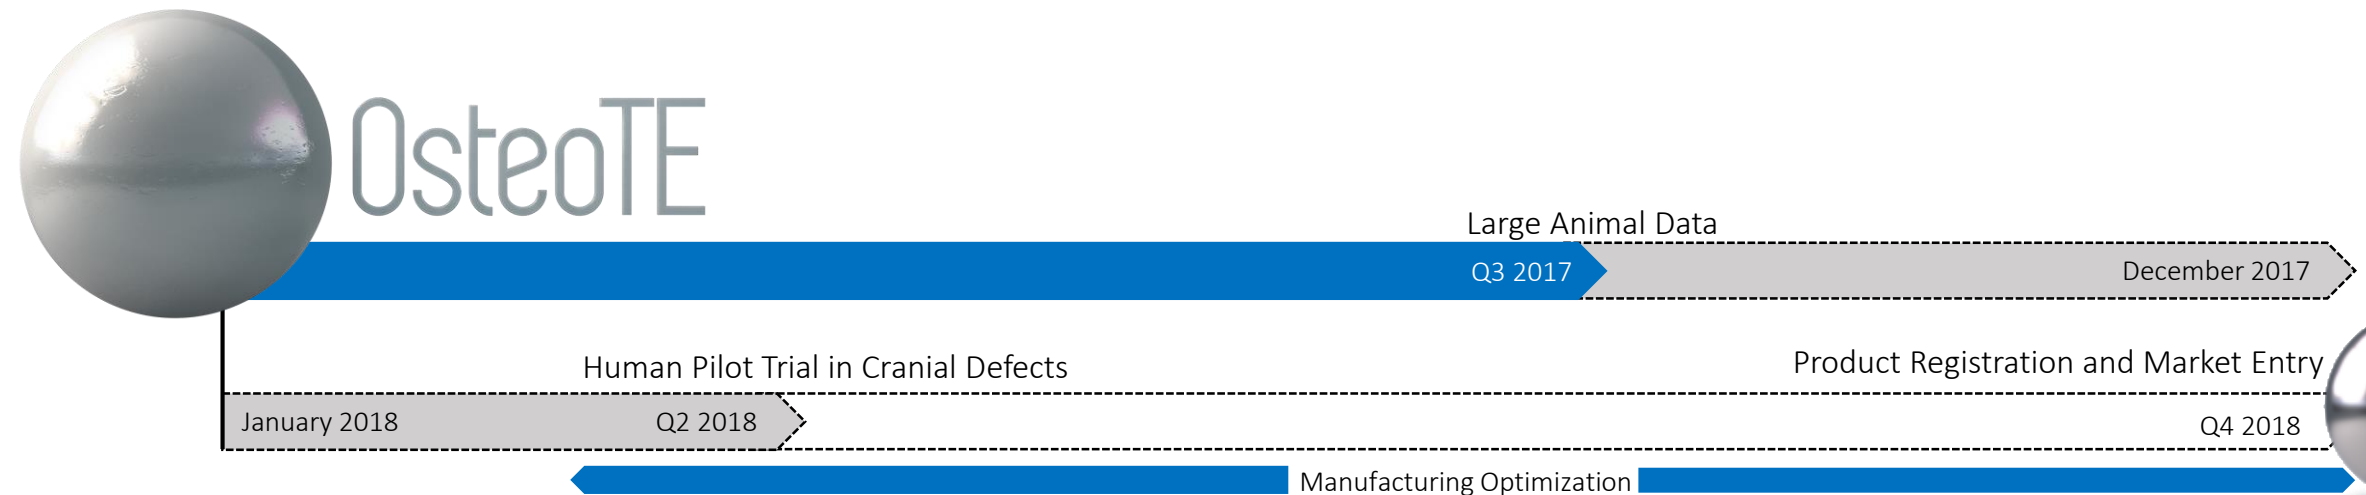 OsteoTE
Large Animal Data
Q3 2017
December 2017
Human Pilot Trial in Cranial Defects
Product Registration and Market Entry
January 2018
Q2 2018
Q4 2018
Manufacturing Optimization